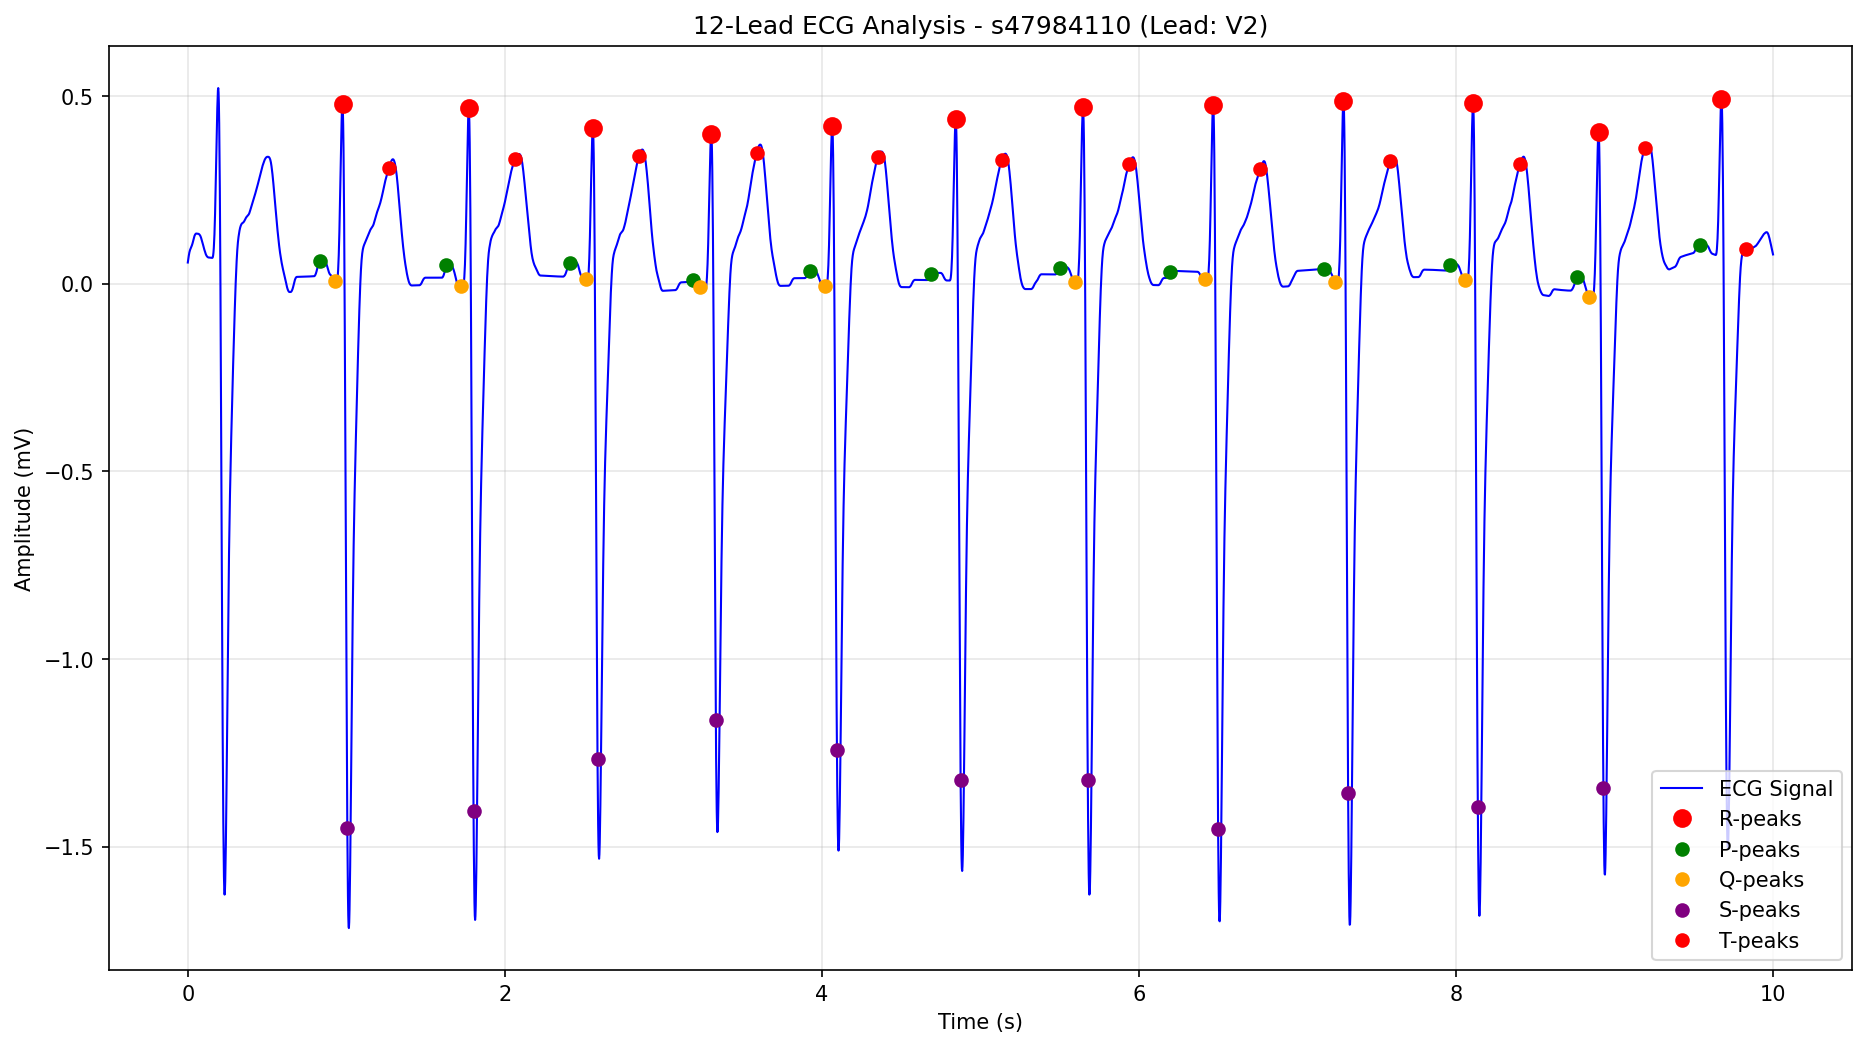 12-Lead ECG Analysis - s47984110 (Lead: V2)
Amplitude (mV)
0.5
0.0
−0.5
−1.0
−1.5
0 2 4 6 8 10
Time (s)
ECG Signal
R-peaks
P-peaks
Q-peaks
S-peaks
T-peaks